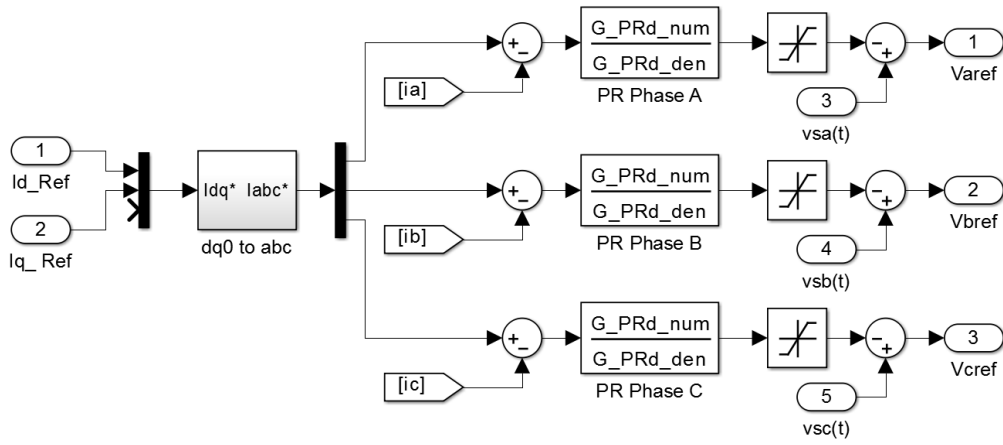 G_PRd_num
G_PRd_den
PR Phase A
[ia]
1
Varef
3
vsa(t)
1
Id_Ref
2
Iq_ Ref
Idq* Iabc*
dq0 to abc
G_PRd_num
G_PRd_den
PR Phase B
[ib]
2
Vbref
4
vsb(t)
G_PRd_num
G_PRd_den
PR Phase C
[ic]
3
Vcref
5
vsc(t)